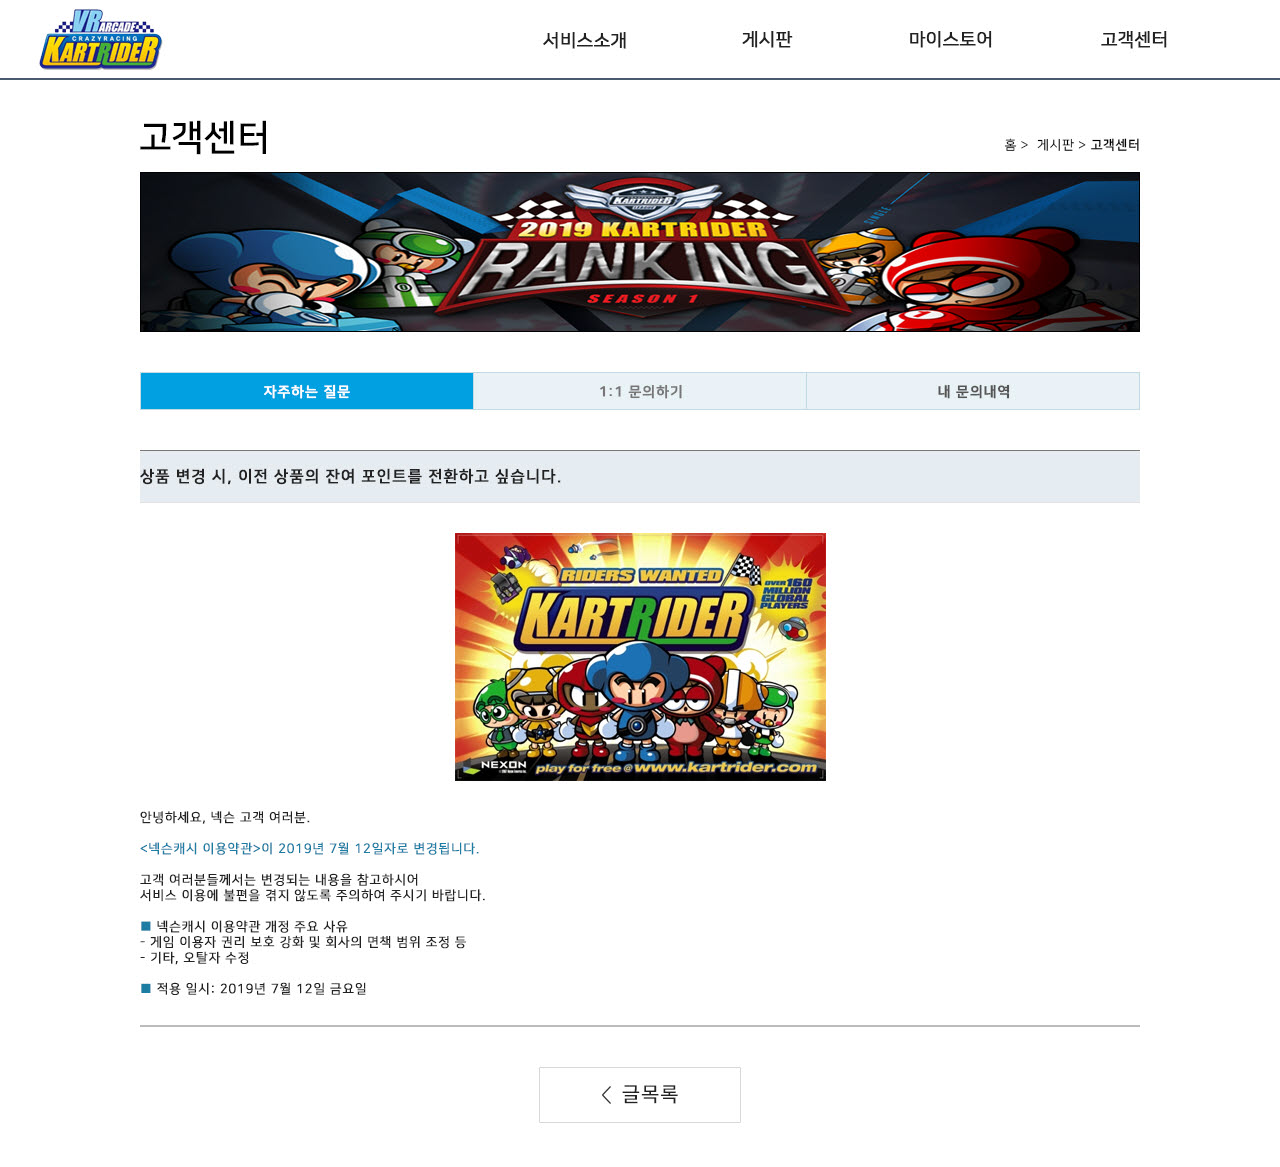 VR ARCADE
CRAZYRACING
KARTRIDER
서비스소개
게시판
마이스토어
고객센터
고객센터
홈 > 게시판 > 고객센터
KARTRIDER
LEAGUE
SINGLE
2019 KARTRIDER
RANKING
SEASON 1
자주하는 질문
1:1 문의하기
내 문의내역
상품 변경 시, 이전 상품의 잔여 포인트를 전환하고 싶습니다.
RIDERS WANTED
KARTRIDER
OVER 160
MILLION
GLOBAL
PLAYERS
NEXON
play for free @ www.kartrider.com
안녕하세요, 넥슨 고객 여러분.
<넥슨캐시 이용약관>이 2019년 7월 12일자로 변경됩니다.
고객 여러분들께서는 변경되는 내용을 참고하시어
서비스 이용에 불편을 겪지 않도록 주의하여 주시기 바랍니다.
■ 넥슨캐시 이용약관 개정 주요 사유
- 게임 이용자 권리 보호 강화 및 회사의 면책 범위 조정 등
- 기타, 오탈자 수정
■ 적용 일시: 2019년 7월 12일 금요일
< 글목록